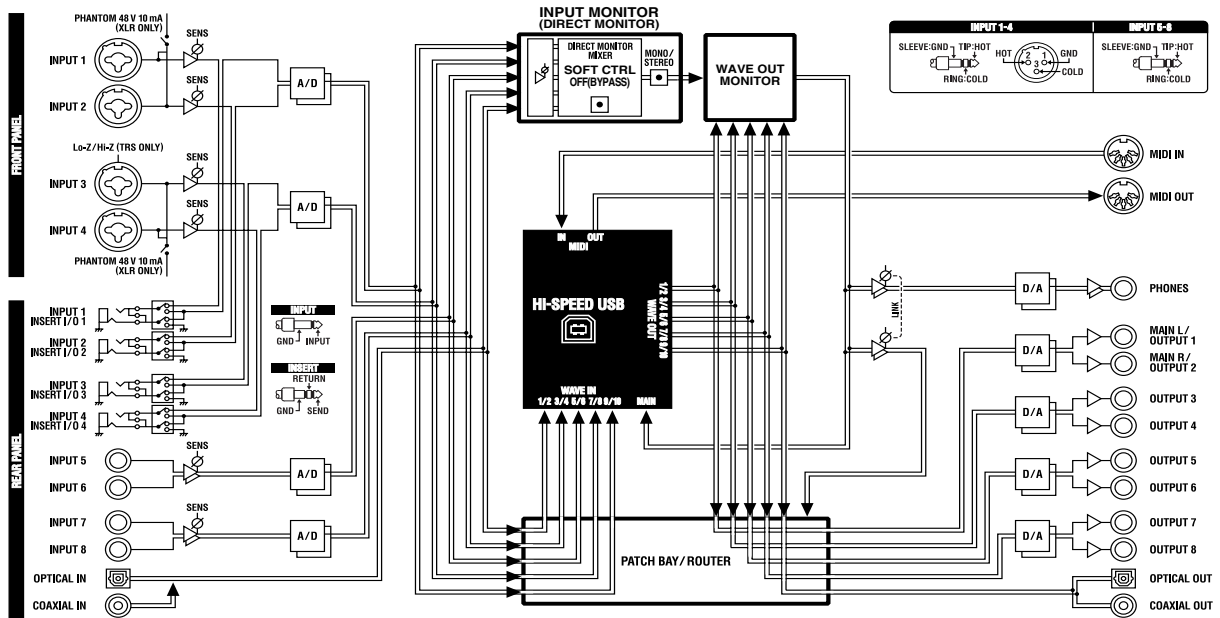 PHANTOM 48 V 10 mA
(XLR ONLY)
SENS
INPUT 1
A/D
INPUT 2
SENS
Lo-Z/Hi-Z (TRS ONLY)
SENS
INPUT 3
A/D
SENS
INPUT 4
PHANTOM 48 V 10 mA
(XLR ONLY)
FRONT PANEL
INPUT 1
INSERT I/O 1
INPUT 2
INSERT I/O 2
INPUT 3
INSERT I/O 3
INPUT 4
INSERT I/O 4
INPUT
GND
INPUT
INSERT
RETURN
GND
SEND
SENS
INPUT 5
INPUT 6
A/D
SENS
INPUT 7
INPUT 8
A/D
OPTICAL IN
COAXIAL IN
REAR PANEL
INPUT MONITOR
(DIRECT MONITOR)
DIRECT MONITOR
MIXER
SOFT CTRL
OFF(BYPASS)
MONO/
STEREO
WAVE OUT
MONITOR
IN
OUT
MIDI
HI-SPEED USB
1/2 3/4 5/6 7/8 9/10
WAVE OUT
WAVE IN
1/2 3/4 5/6 7/8 9/10
MAIN
PATCH BAY/ROUTER
INPUT 1-4
SLEEVE:GND
TIP:HOT
RING:COLD
HOT
2
1
3
GND
COLD
INPUT 5-8
SLEEVE:GND
TIP:HOT
RING:COLD
MIDI IN
MIDI OUT
LINK
D/A
PHONES
D/A
MAIN L/
OUTPUT 1
MAIN R/
OUTPUT 2
D/A
OUTPUT 3
OUTPUT 4
D/A
OUTPUT 5
OUTPUT 6
D/A
OUTPUT 7
OUTPUT 8
OPTICAL OUT
COAXIAL OUT